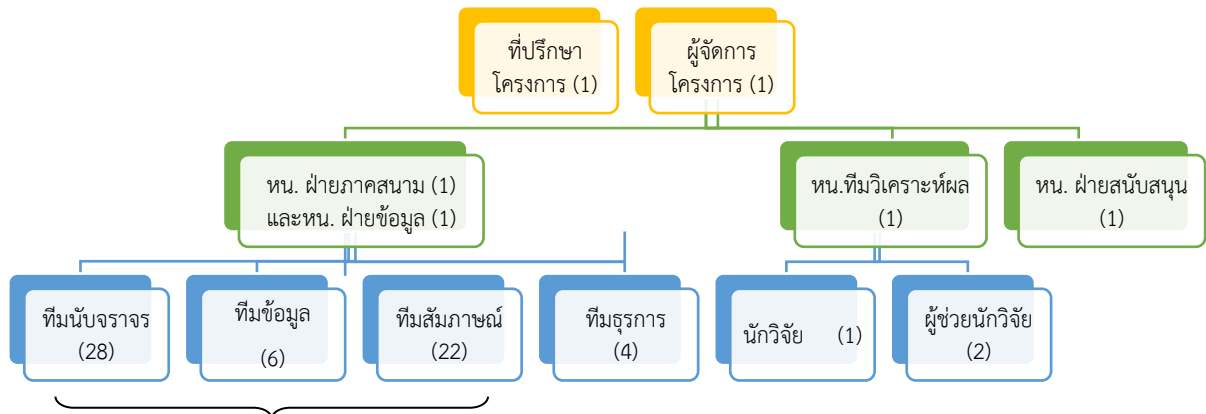 ที่ปรึกษา
โครงการ (1)
ผู้จัดการ
โครงการ (1)
หน. ฝ่ายภาคสนาม (1)
และหน. ฝ่ายข้อมูล (1)
หน.ทีมวิเคราะห์ผล
(1)
หน. ฝ่ายสนับสนุน
(1)
ทีมนับจราจร
(28)
ทีมข้อมูล
(6)
ทีมสัมภาษณ์
(22)
ทีมธุรการ
(4)
นักวิจัย (1)
ผู้ช่วยนักวิจัย
(2)